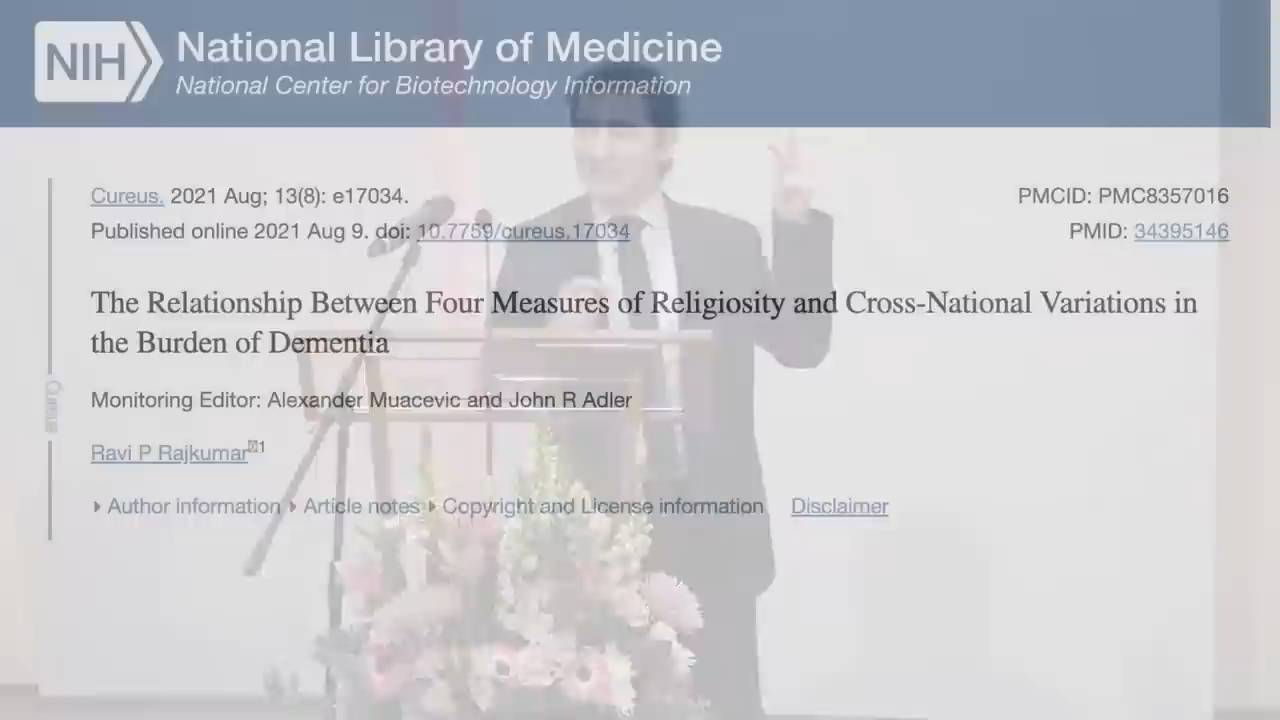 NIH National Library of Medicine
National Center for Biotechnology Information
Cureus. 2021 Aug; 13(8): e17034.
PMCID: PMC8357016
Published online 2021 Aug 9. doi: 10.7759/cureus.17034
PMID: 34395146
The Relationship Between Four Measures of Religiosity and Cross-National Variations in
the Burden of Dementia
Monitoring Editor: Alexander Muacevic and John R Adler
Ravi P Rajkumar 1
Author information Article notes Copyright and License information Disclaimer
Cureus